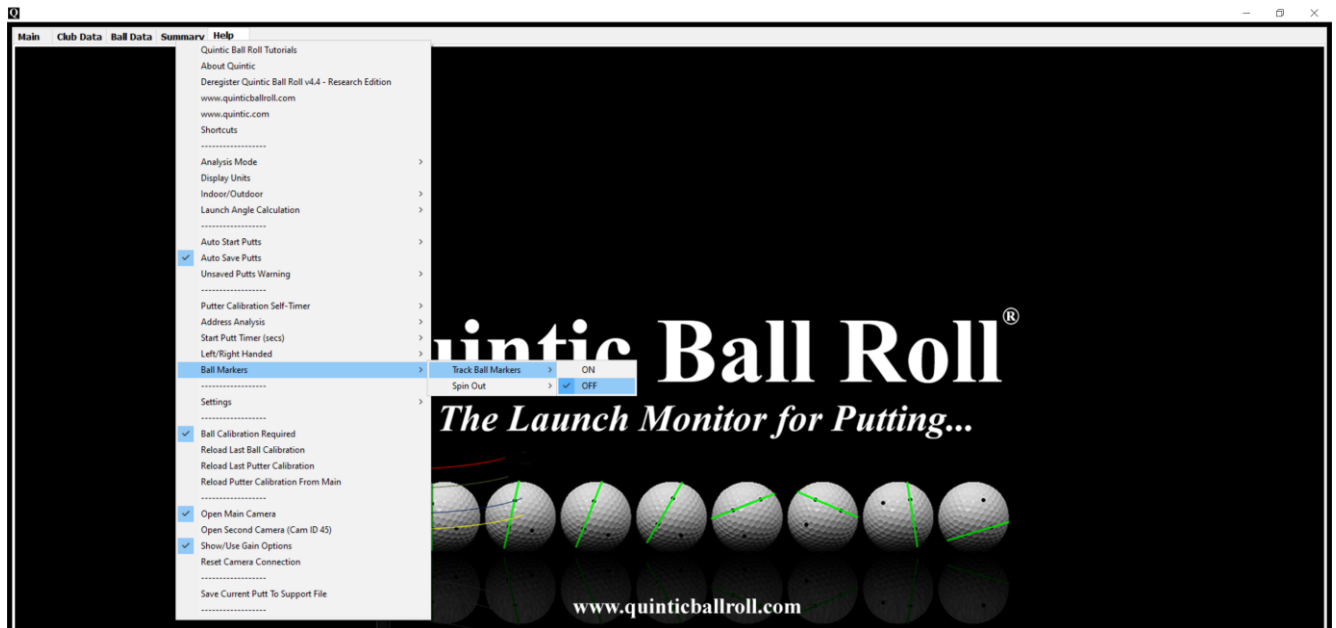 Q
Main Club Data Ball Data Summary Help
Quintic Ball Roll Tutorials
About Quintic
Deregister Quintic Ball Roll v4.4 - Research Edition
www.quinticballroll.com
www.quintic.com
Shortcuts
------------------
Analysis Mode
Display Units
Indoor/Outdoor
Launch Angle Calculation
------------------
Auto Start Putts
Auto Save Putts
Unsaved Putts Warning
------------------
Putter Calibration Self-Timer
Address Analysis
Start Putt Timer (secs)
Left/Right Handed
Ball Markers
------------------
Settings
------------------
Ball Calibration Required
Reload Last Ball Calibration
Reload Last Putter Calibration
Reload Putter Calibration From Main
------------------
Open Main Camera
Open Second Camera (Cam ID 45)
Show/Use Gain Options
Reset Camera Connection
------------------
Save Current Putt To Support File
------------------
Track Ball Markers
Spin Out
ON
OFF
uintic Ball Roll®
The Launch Monitor for Putting...
www.quinticballroll.com